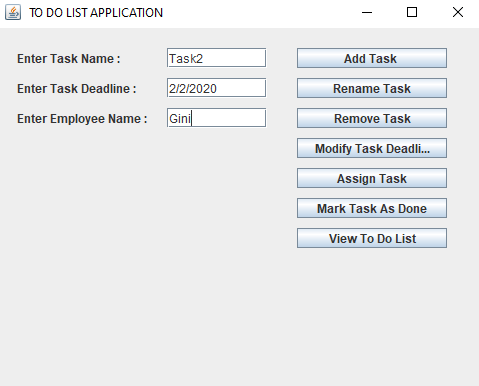 TO DO LIST APPLICATION
Enter Task Name : Task2 Add Task
Enter Task Deadline : 2/2/2020 Rename Task
Enter Employee Name : Gini Remove Task
Modify Task Deadli...
Assign Task
Mark Task As Done
View To Do List